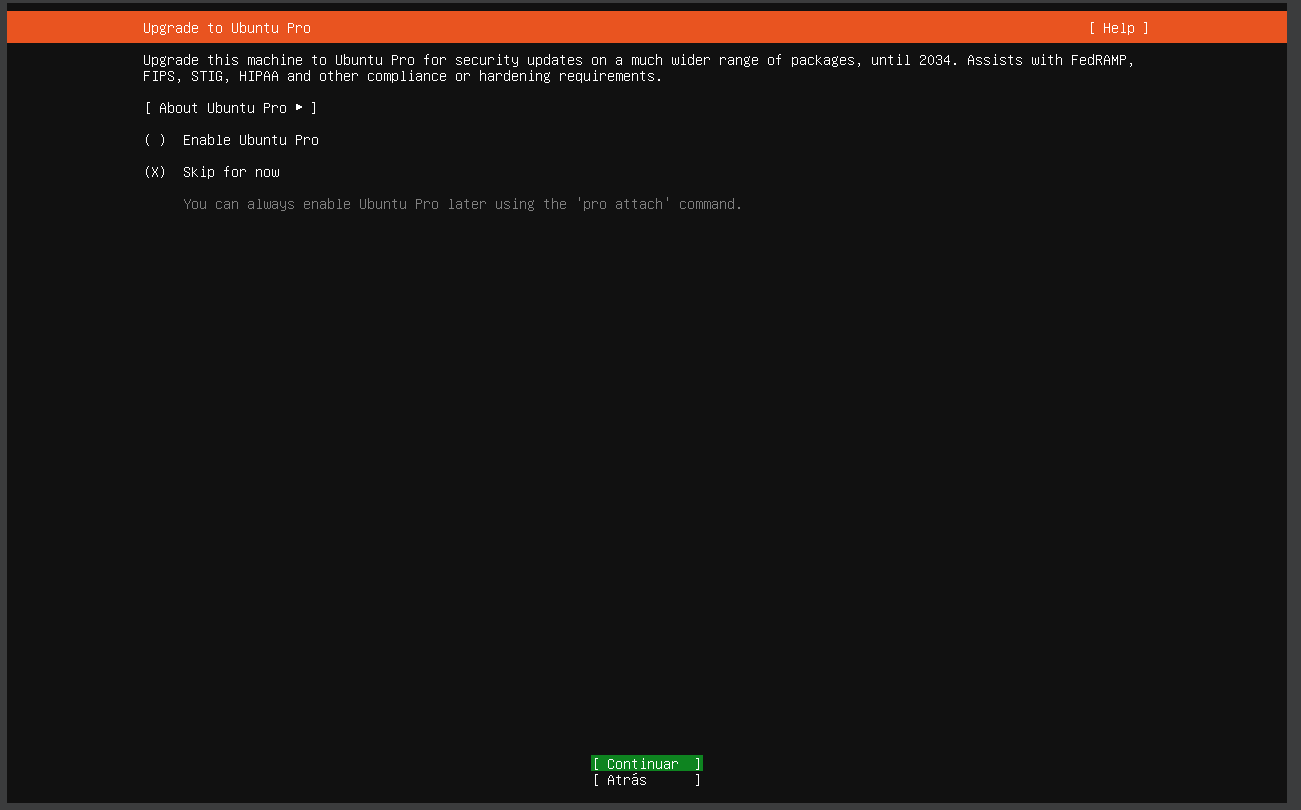 Upgrade to Ubuntu Pro [ Help ]
Upgrade this machine to Ubuntu Pro for security updates on a much wider range of packages, until 2034. Assists with FedRAMP,
FIPS, STIG, HIPAA and other compliance or hardening requirements.
[ About Ubuntu Pro ► ]
( ) Enable Ubuntu Pro
(X) Skip for now
You can always enable Ubuntu Pro later using the 'pro attach' command.
[ Continuar ]
[ Atrás ]